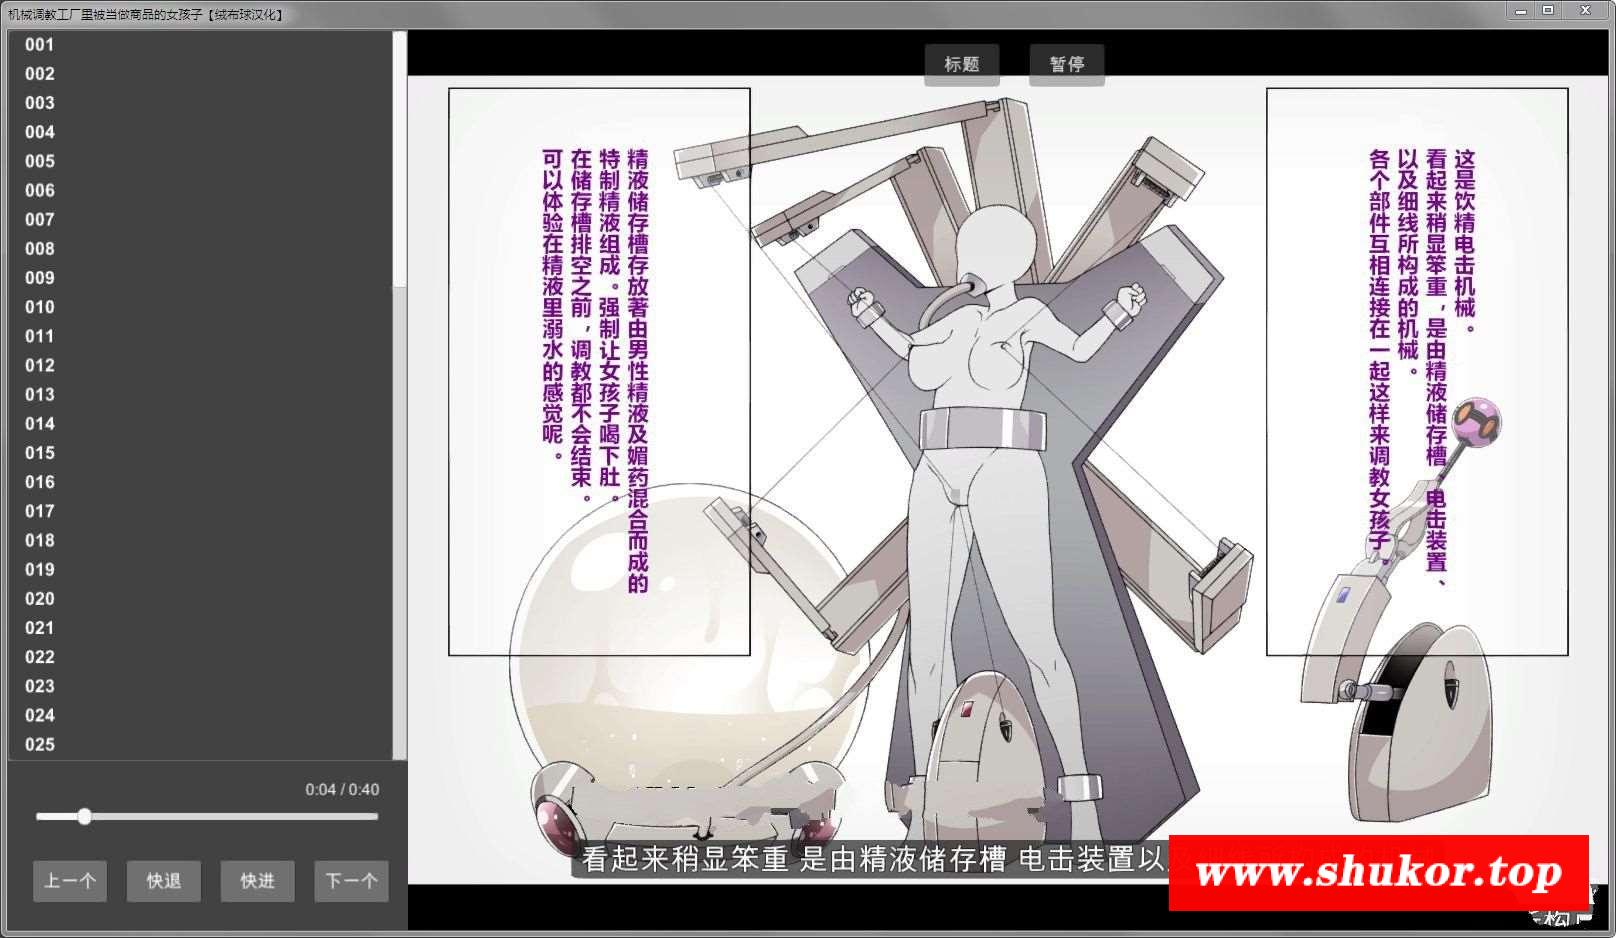 机械调教工厂里被当做商品的女孩子【绒布球汉化】
001
002
003
004
005
006
007
008
009
010
011
012
013
014
015
016
017
018
019
020
021
022
023
024
025
0:04 / 0:40
上一个
快退
快进
下一个
标题
暂停
这是饮精电击机械。
看起来稍显笨重，是由精液储存槽、电击装置、
以及细线所构成的机械。
各个部件互相连接在一起这样来调教女孩子。
精液储存槽存放著由男性精液及媚药混合而成的
特制精液组成。强制让女孩子喝下肚。
在储存槽排空之前，调教都不会结束。
可以体验在精液里溺水的感觉呢。
看起来稍显笨重 是由精液储存槽 电击装置以
www.shukor.top